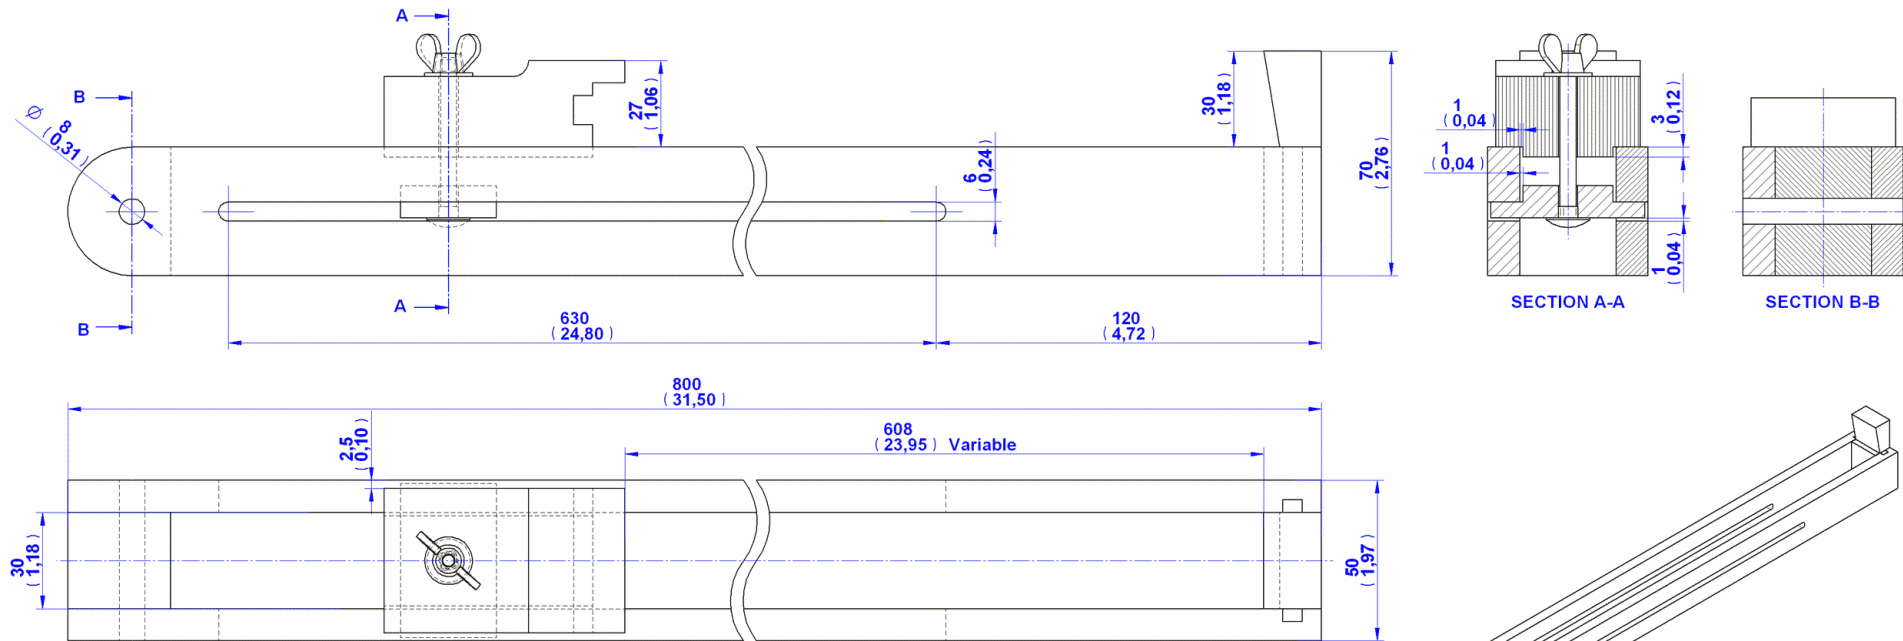 A
B
Ø
8
( 0,31)
27
( 1,06)
30
( 1,18)
6
( 0,24)
70
( 2,76)
1
( 0,04)
1
( 0,04)
3
( 0,12)
1
( 0,04)
A
B
630
( 24,80)
120
( 4,72 )
SECTION A-A
SECTION B-B
800
( 31,50 )
608
( 23,95 ) Variable
2,5
( 0,10)
30
( 1,18)
50
( 1,97)